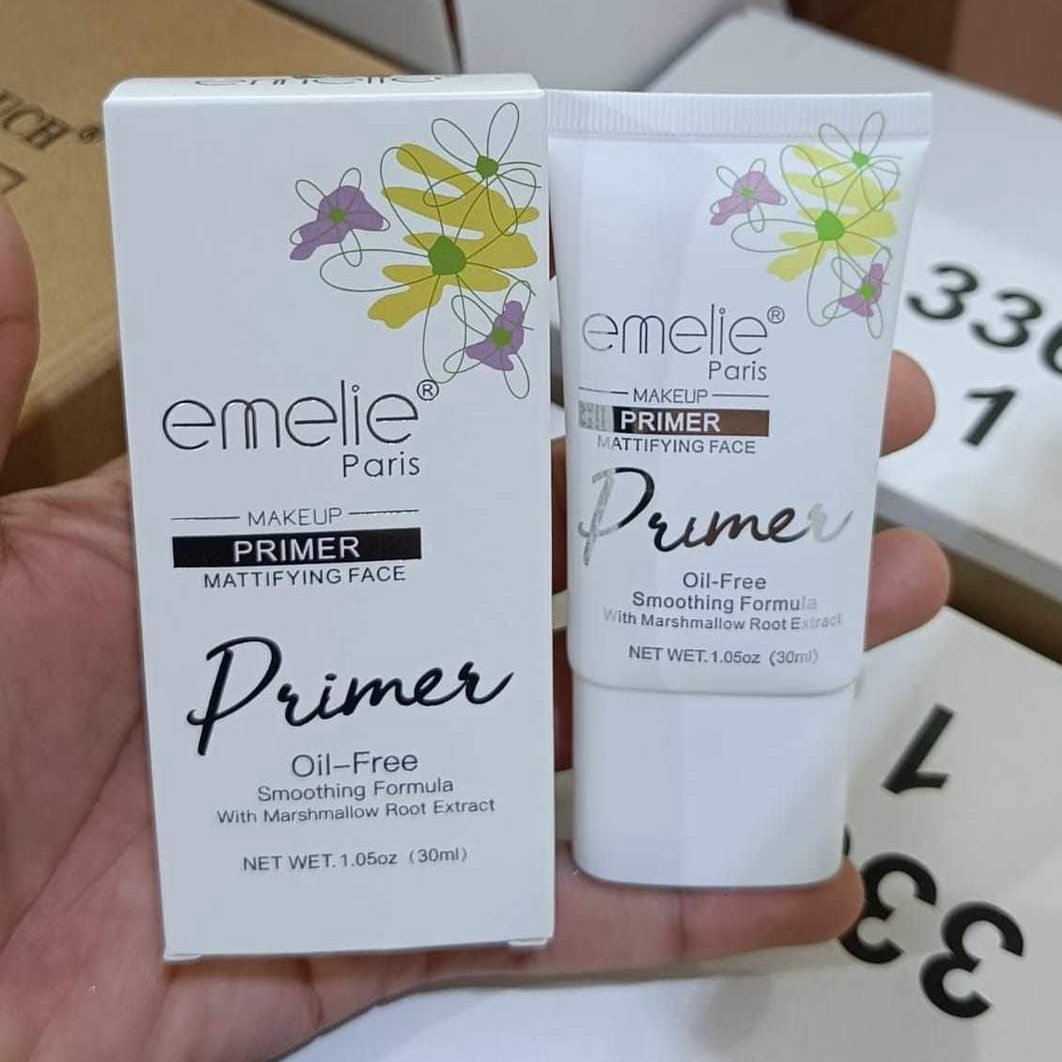 emelie®
Paris
MAKEUP
PRIMER
MATTIFYING FACE
Primer
Oil-Free
Smoothing Formula
With Marshmallow Root Extract
NET WET.1.05oz (30ml)
emelie®
Paris
MAKEUP
PRIMER
MATTIFYING FACE
Primer
Oil-Free
Smoothing Formula
With Marshmallow Root Extract
NET WET.1.05oz (30ml)
1
1